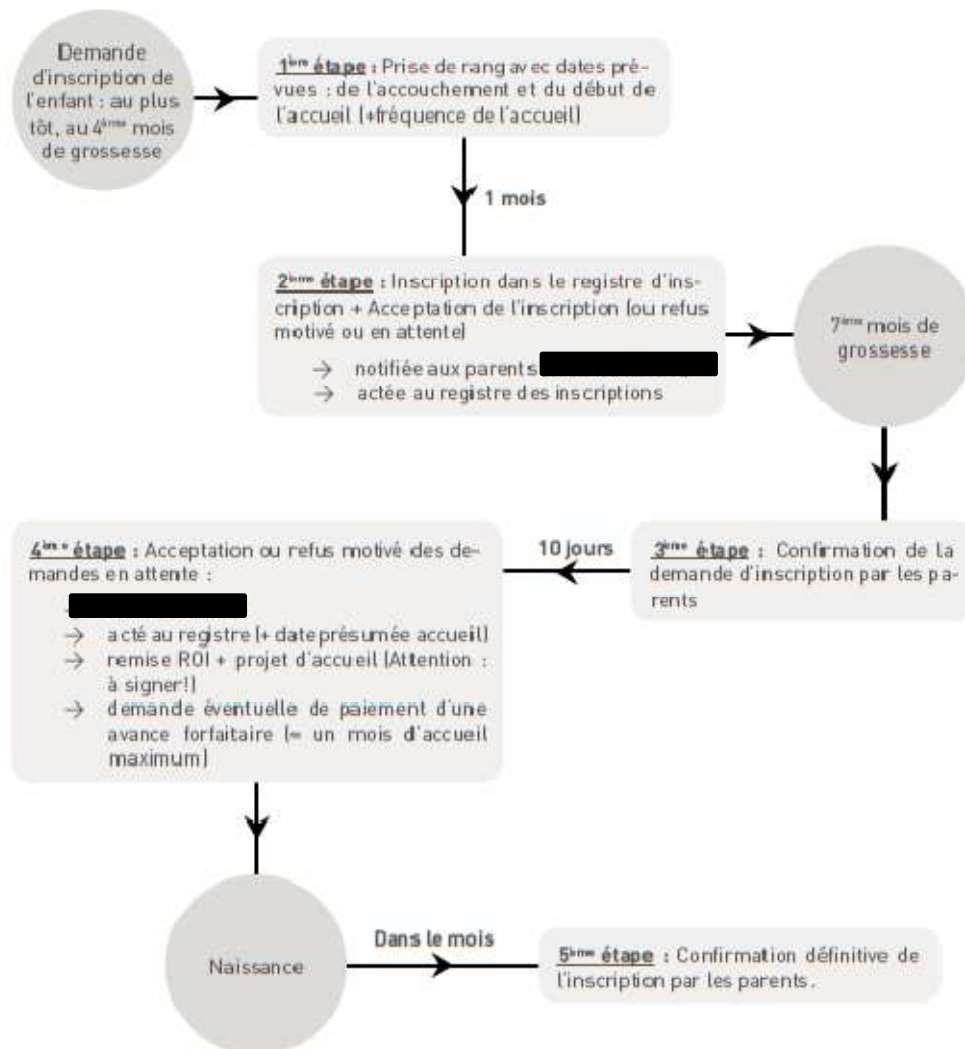 Demande
d'inscription de
l'enfant : au plus
tôt, au 4ème mois
de grossesse
1ère étape : Prise de rang avec dates pré-
vues : de l'accouchement et du début de
l'accueil (+fréquence de l'accueil)
1 mois
2ème étape : Inscription dans le registre d'ins-
cription + Acceptation de l'inscription (ou refus
motivé ou en attente)
→ notifiée aux parents
→ actée au registre des inscriptions
7ème mois de
grossesse
3ème étape : Confirmation de la
demande d'inscription par les pa-
rents
10 jours
4ème étape : Acceptation ou refus motivé des de-
mandes en attente :
→ acté au registre (+ date présumée accueil)
→ remise ROI + projet d'accueil (Attention :
à signer!)
→ demande éventuelle de paiement d'une
avance forfaitaire (= un mois d'accueil
maximum)
Naissance
Dans le mois
5ème étape : Confirmation définitive de
l'inscription par les parents.